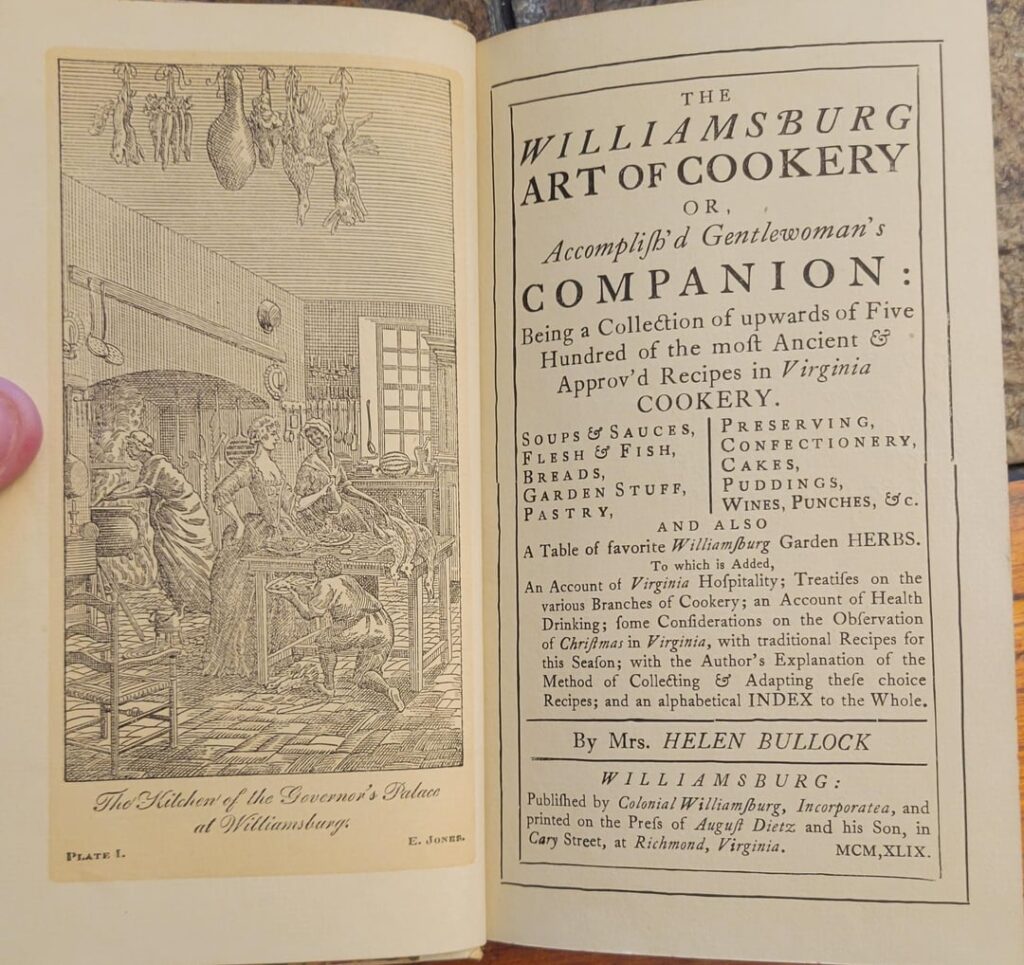 The Kitchen of the Governor's Palace
at Williamsburg.
E. JONES.
PLATE I.
THE
WILLIAMSBURG
ART OF COOKERY
OR,
Accompliſh'd Gentlewoman's
COMPANION:
Being a Collection of upwards of Five
Hundred of the moſt Ancient &
Approv'd Recipes in Virginia
COOKERY.
SOUPS & SAUCES,
FLESH & FISH,
BREADS,
GARDEN STUFF,
PASTRY,
PRESERVING,
CONFECTIONERY,
CAKES,
PUDDINGS,
WINES, PUNCHES, &c.
AND ALSO
A Table of favorite Williamſburg Garden HERBS.
To which is Added,
An Account of Virginia Hoſpitality; Treatiſes on the
various Branches of Cookery; an Account of Health
Drinking; ſome Conſiderations on the Obſervation
of Chriſtmas in Virginia, with traditional Recipes for
this Seaſon; with the Author's Explanation of the
Method of Collecting & Adapting theſe choice
Recipes; and an alphabetical INDEX to the Whole.
By Mrs. HELEN BULLOCK
WILLIAMSBURG:
Publiſhed by Colonial Williamſburg, Incorporated, and
printed on the Preſs of Auguſt Dietz and his Son, in
Cary Street, at Richmond, Virginia. MCM,XLIX.